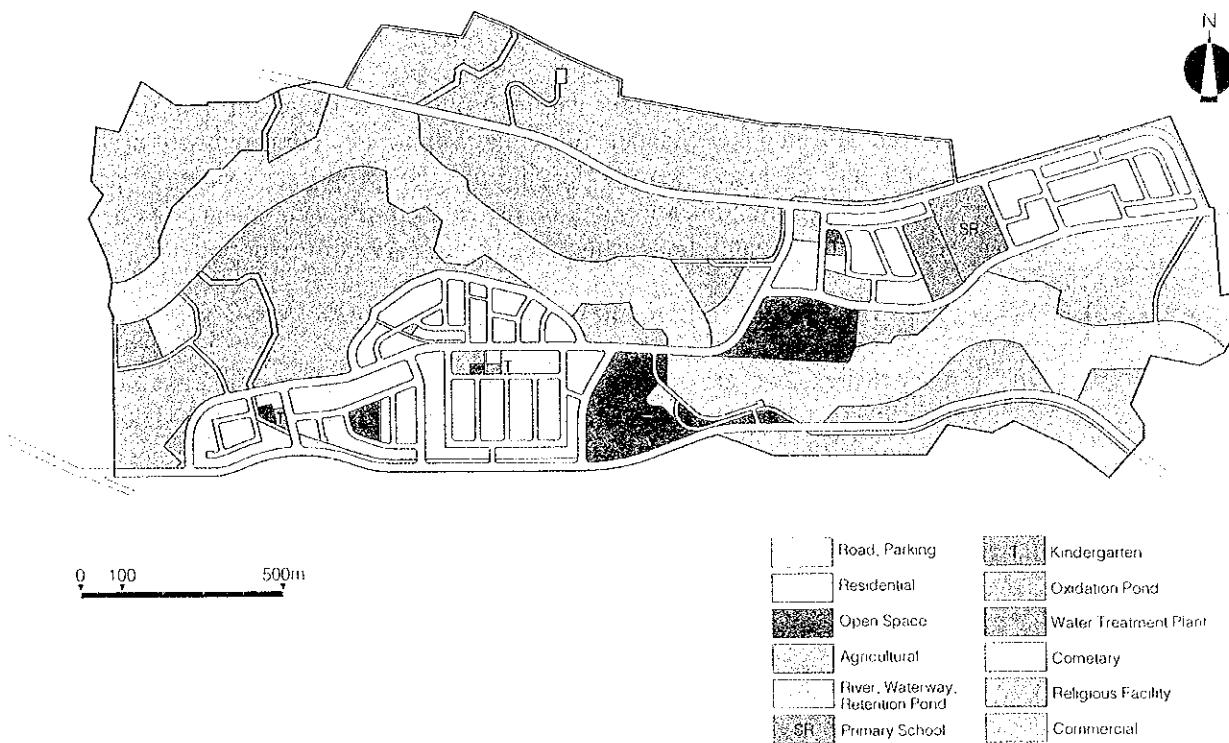 N
SR
T
0 100 500m
Road, Parking
Residential
Open Space
Agricultural
River, Waterway,
Retention Pond
SR Primary School
T Kindergarten
Oxidation Pond
Water Treatment Plant
Cometary
Religious Facility
Commercial